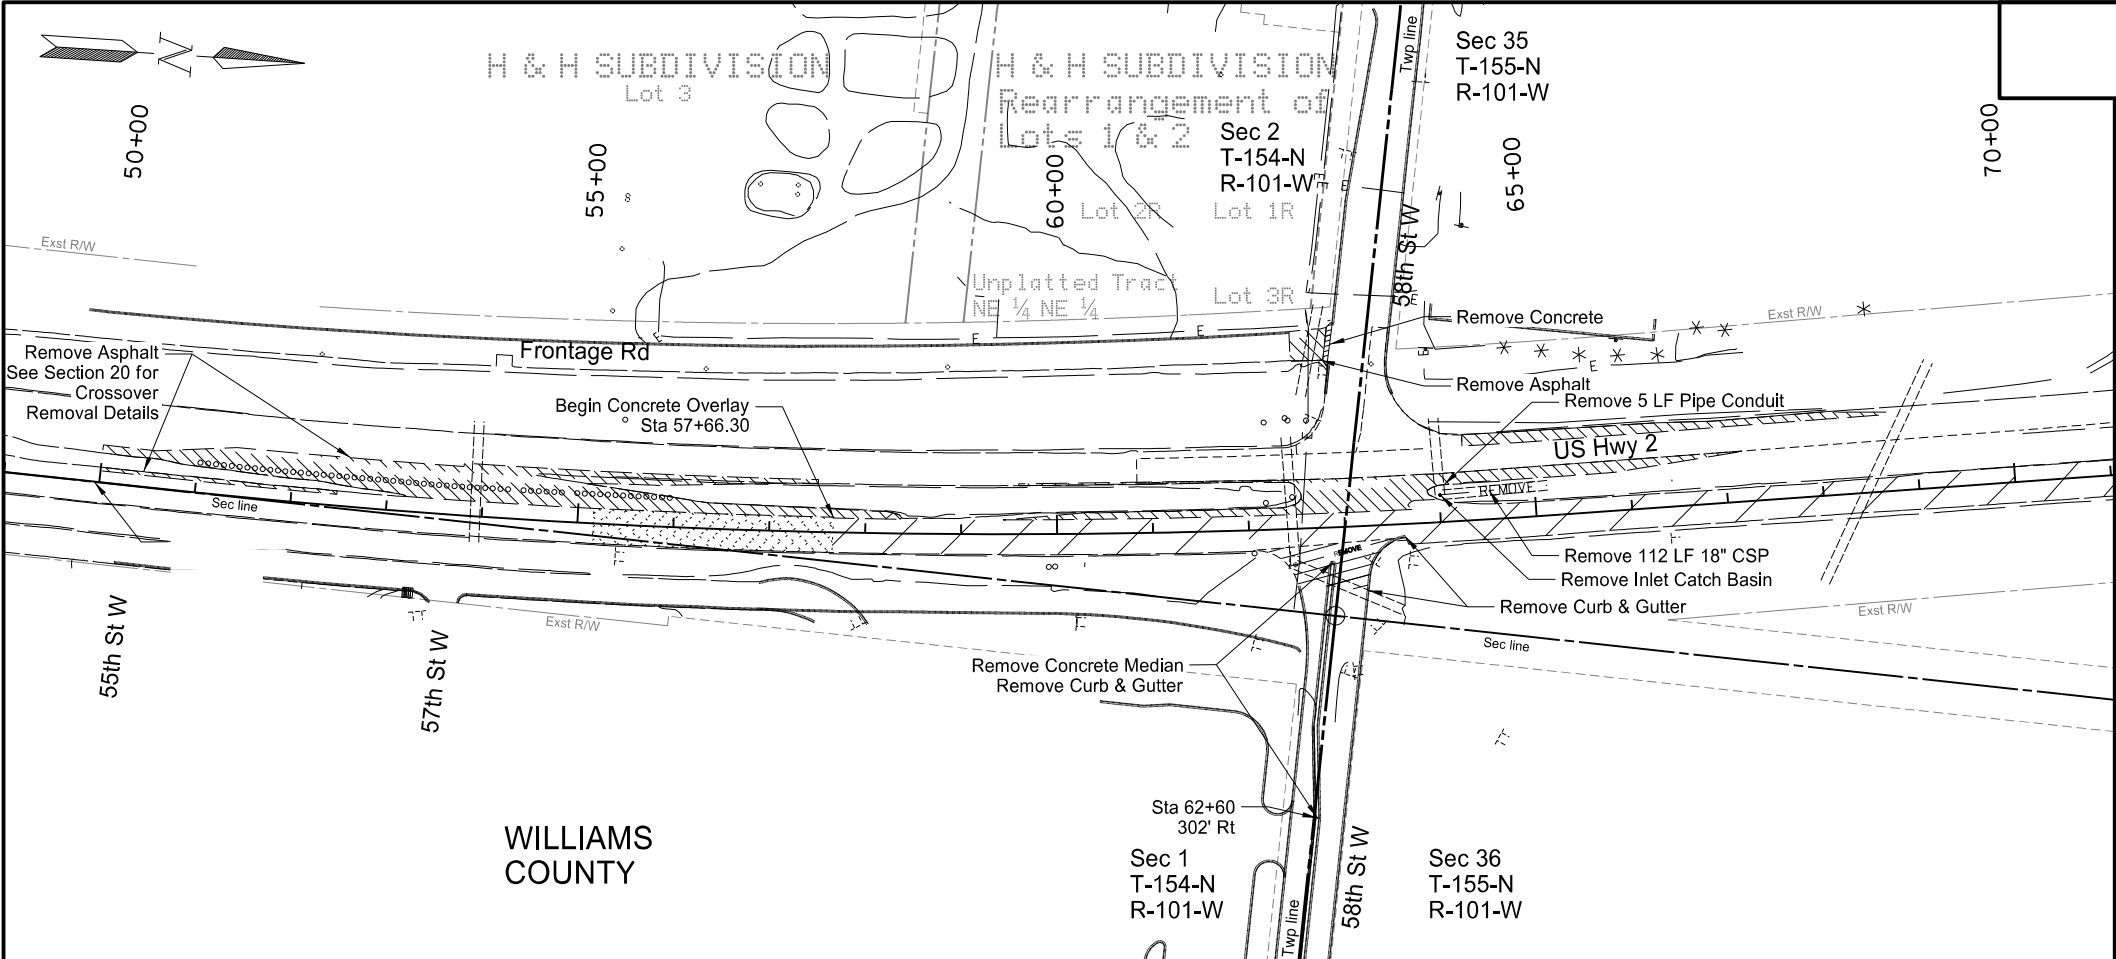 N
H & H SUBDIVISION
Lot 3
H & H SUBDIVISION
Rearrangement of
Lots 1 & 2
Sec 2
T-154-N
R-101-W
Sec 35
T-155-N
R-101-W
Twp line
50+00
55+00
60+00
65+00
70+00
Lot 2R
Lot 1R
Lot 3R
Unplatted Tract
NE ¼ NE ¼
58th St W
Exst R/W
Exst R/W
E
E
E
E
E
E
E
Frontage Rd
Remove Concrete
Remove Asphalt
Remove 5 LF Pipe Conduit
Remove Asphalt
See Section 20 for
Crossover
Removal Details
Begin Concrete Overlay
Sta 57+66.30
US Hwy 2
REMOVE
Sec line
REMOVE
Remove 112 LF 18" CSP
Remove Inlet Catch Basin
Remove Curb & Gutter
Exst R/W
Exst R/W
Sec line
55th St W
57th St W
Remove Concrete Median
Remove Curb & Gutter
Sta 62+60
302' Rt
WILLIAMS
COUNTY
Sec 1
T-154-N
R-101-W
Twp line
58th St W
Sec 36
T-155-N
R-101-W